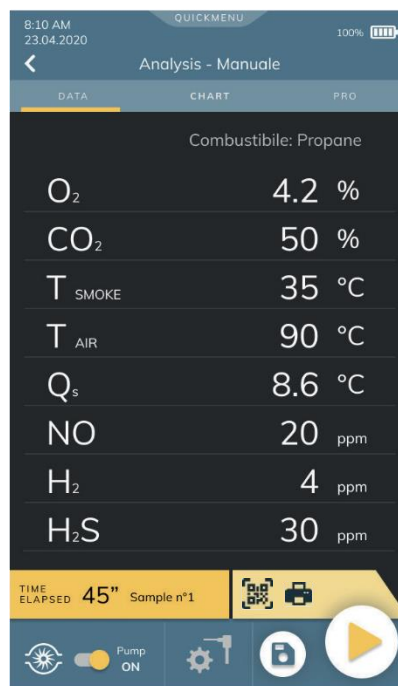 8:10 AM
23.04.2020
QUICKMENU
100%
Analysis - Manuale
DATA CHART PRO
Combustibile: Propane
O₂ 4.2 %
CO₂ 50 %
T SMOKE 35 °C
T AIR 90 °C
Qs 8.6 °C
NO 20 ppm
H₂ 4 ppm
H₂S 30 ppm
TIME ELAPSED 45” Sample n°1
Pump ON